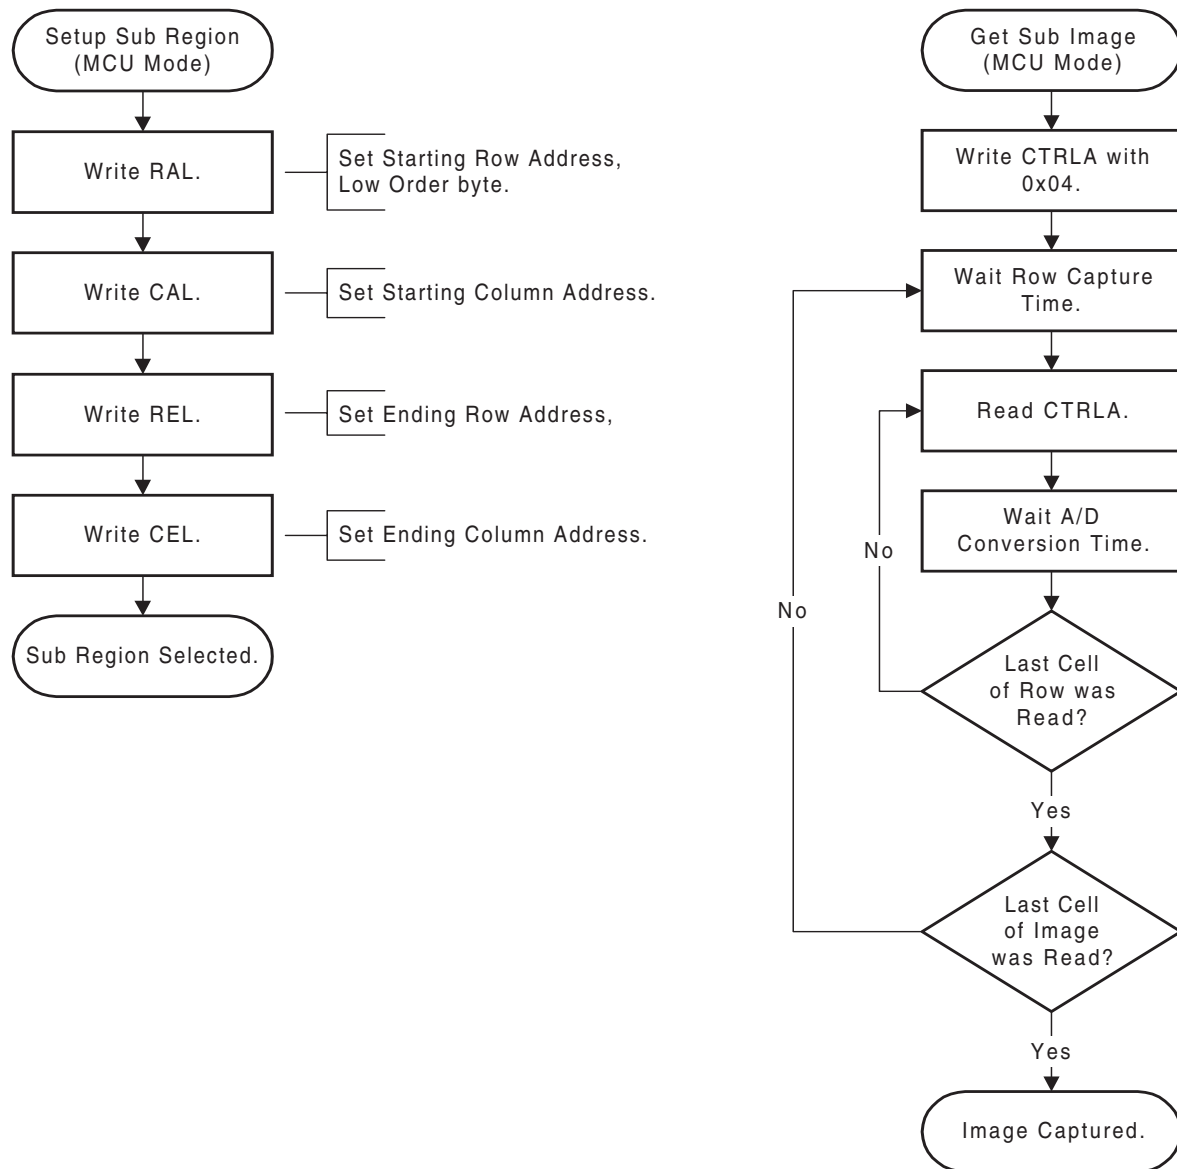 Setup Sub Region
(MCU Mode)
Write RAL.
Set Starting Row Address,
Low Order byte.
Write CAL.
Set Starting Column Address.
Write REL.
Set Ending Row Address,
Write CEL.
Set Ending Column Address.
Sub Region Selected.
Get Sub Image
(MCU Mode)
Write CTRLA with
0x04.
Wait Row Capture
Time.
Read CTRLA.
Wait A/D
Conversion Time.
No
No
Last Cell
of Row was
Read?
Yes
Last Cell
of Image
was Read?
Yes
Image Captured.